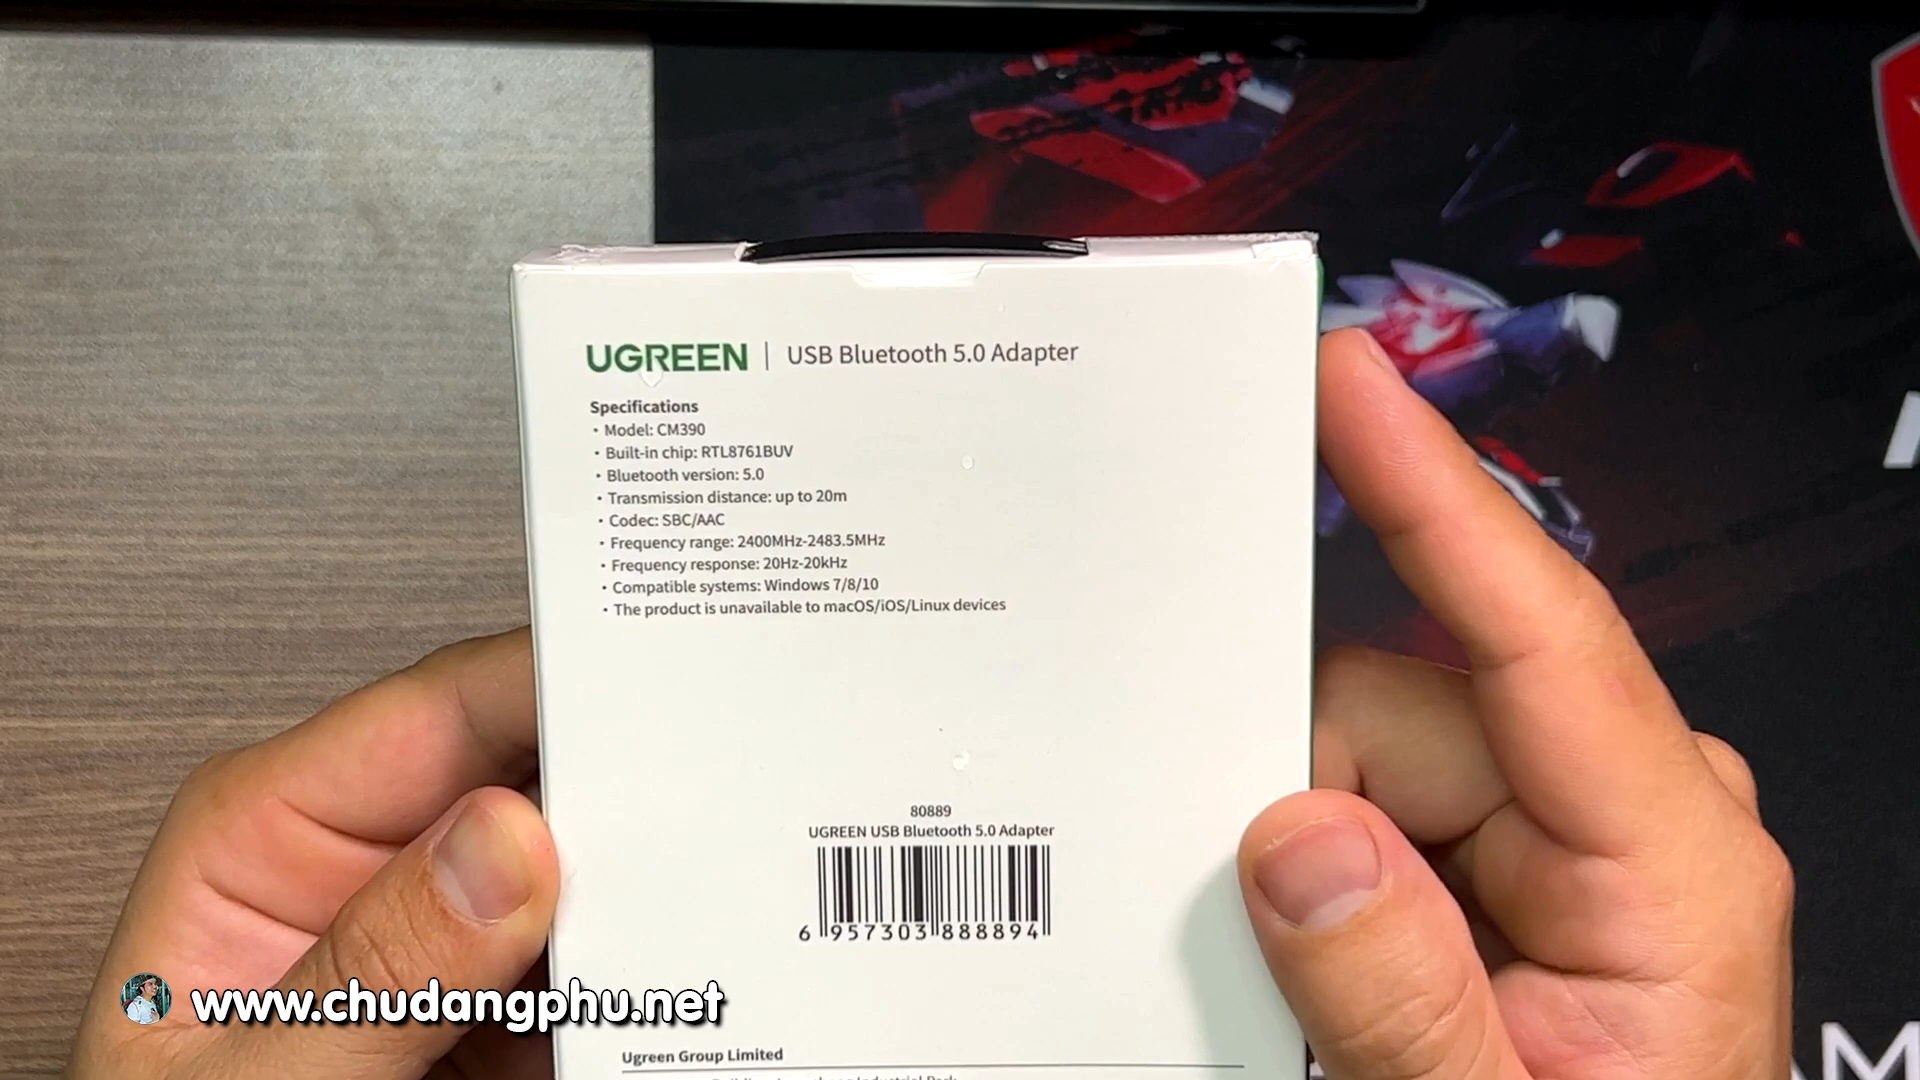 UGREEN | USB Bluetooth 5.0 Adapter
Specifications
• Model: CM390
• Built-in chip: RTL8761BUV
• Bluetooth version: 5.0
• Transmission distance: up to 20m
• Codec: SBC/AAC
• Frequency range: 2400MHz-2483.5MHz
• Frequency response: 20Hz-20kHz
• Compatible systems: Windows 7/8/10
• The product is unavailable to macOS/iOS/Linux devices
80889
UGREEN USB Bluetooth 5.0 Adapter
6 957303 888894
www.chudangphu.net
Ugreen Group Limited